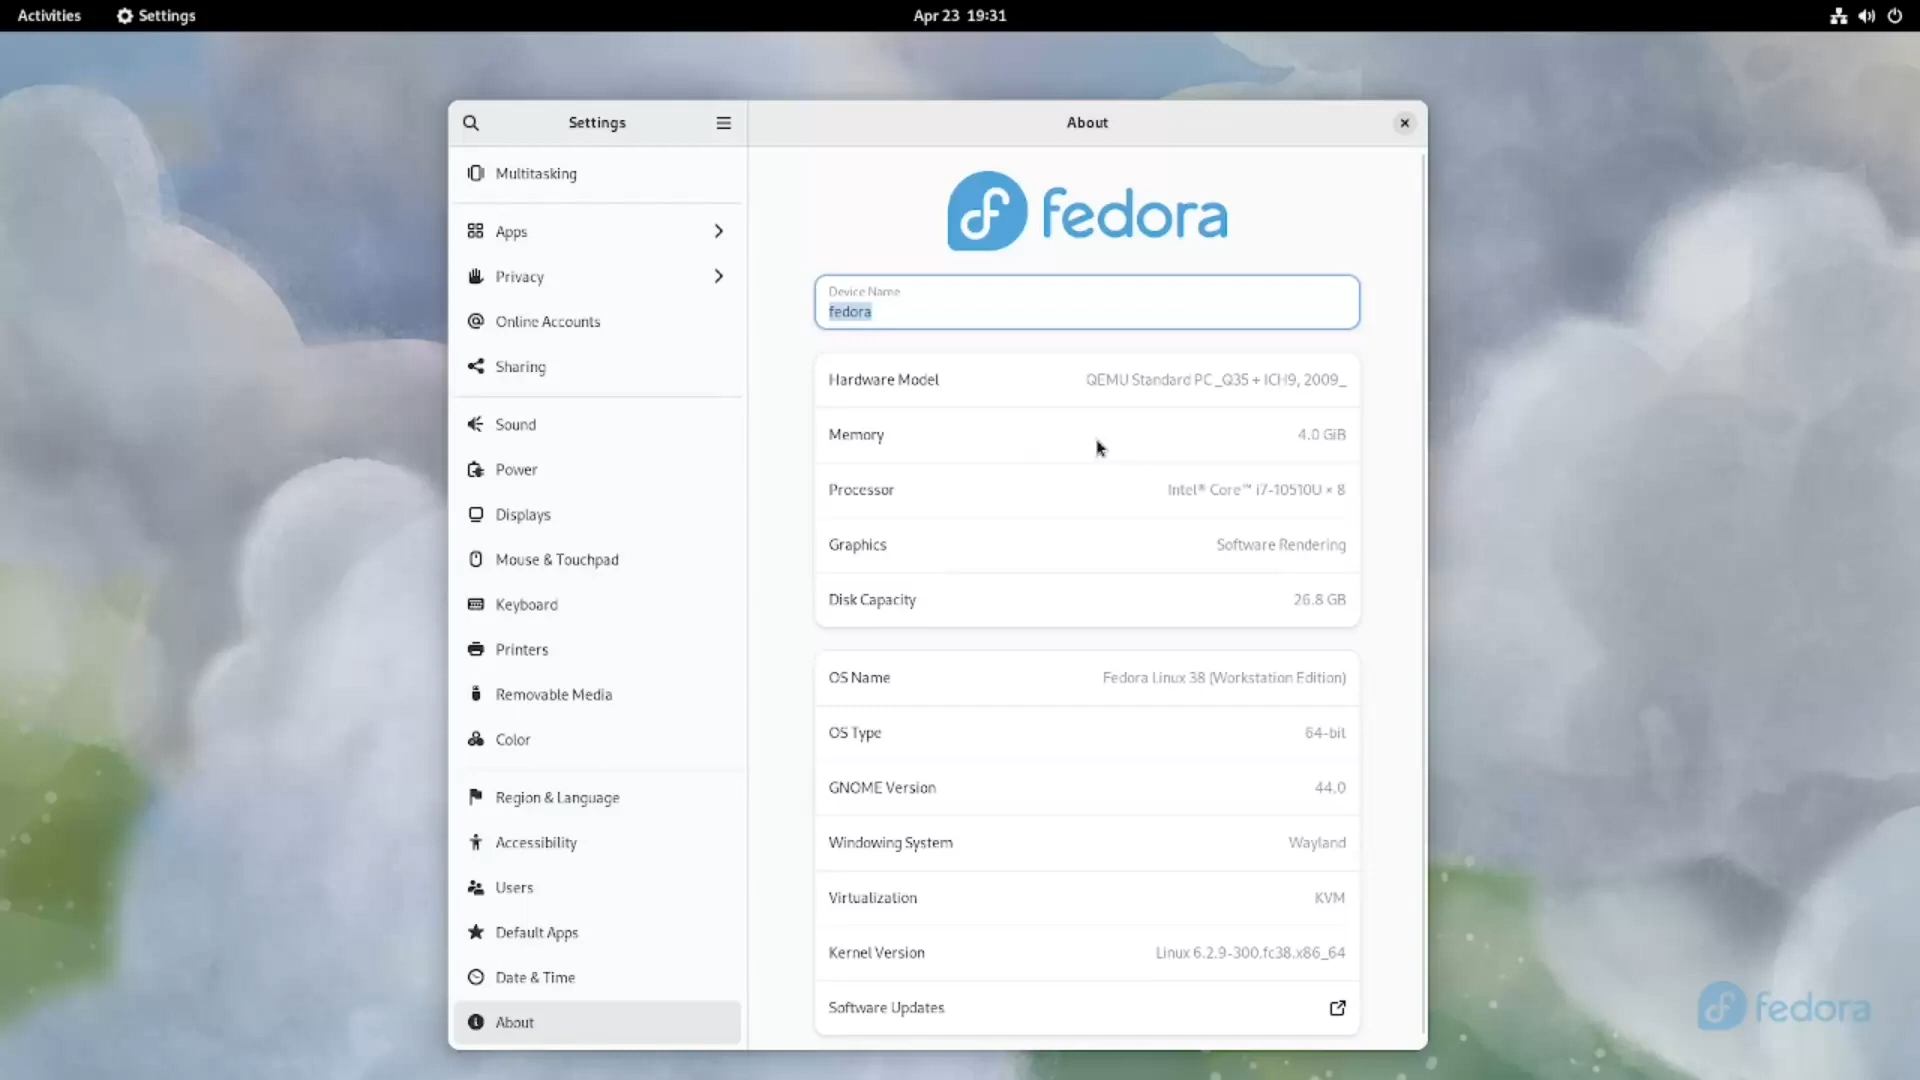 Activities Settings Apr 23 19:31
Settings
About
Multitasking
Apps
Privacy
Online Accounts
Sharing
Sound
Power
Displays
Mouse & Touchpad
Keyboard
Printers
Removable Media
Color
Region & Language
Accessibility
Users
Default Apps
Date & Time
About
fedora
Device Name
fedora
Hardware Model QEMU Standard PC_Q35 + ICH9, 2009_
Memory 4.0 GiB
Processor Intel® Core™ i7-10510U × 8
Graphics Software Rendering
Disk Capacity 26.8 GB
OS Name Fedora Linux 38 (Workstation Edition)
OS Type 64-bit
GNOME Version 44.0
Windowing System Wayland
Virtualization KVM
Kernel Version Linux 6.2.9-300.fc38.x86_64
Software Updates
fedora